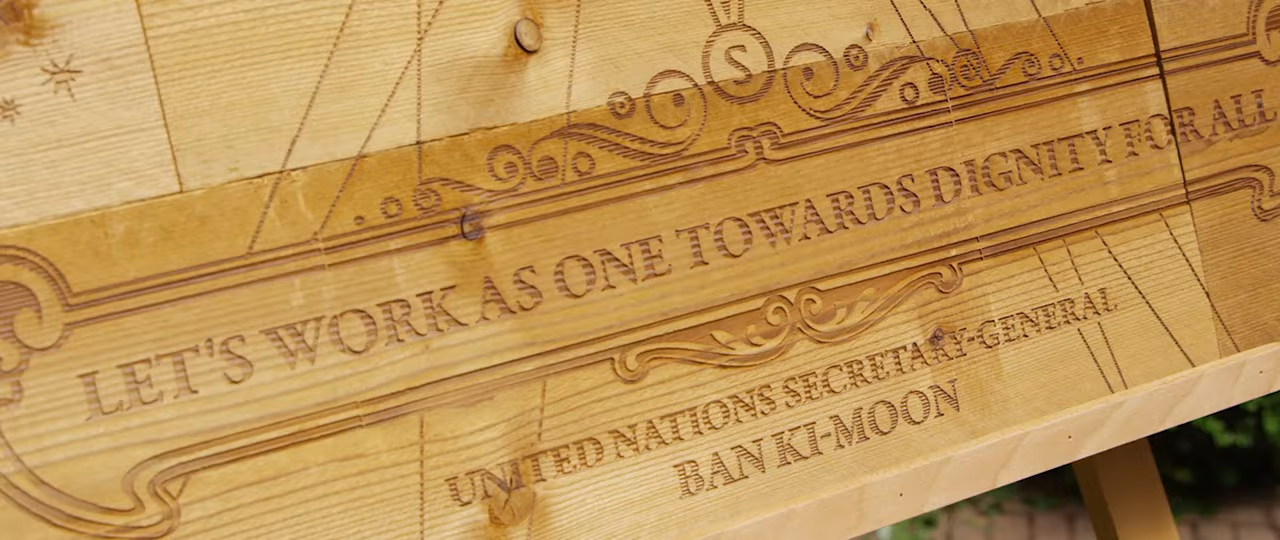 S
LET'S WORK AS ONE TOWARDS DIGNITY FOR ALL
UNITED NATIONS SECRETARY-GENERAL
BAN KI-MOON